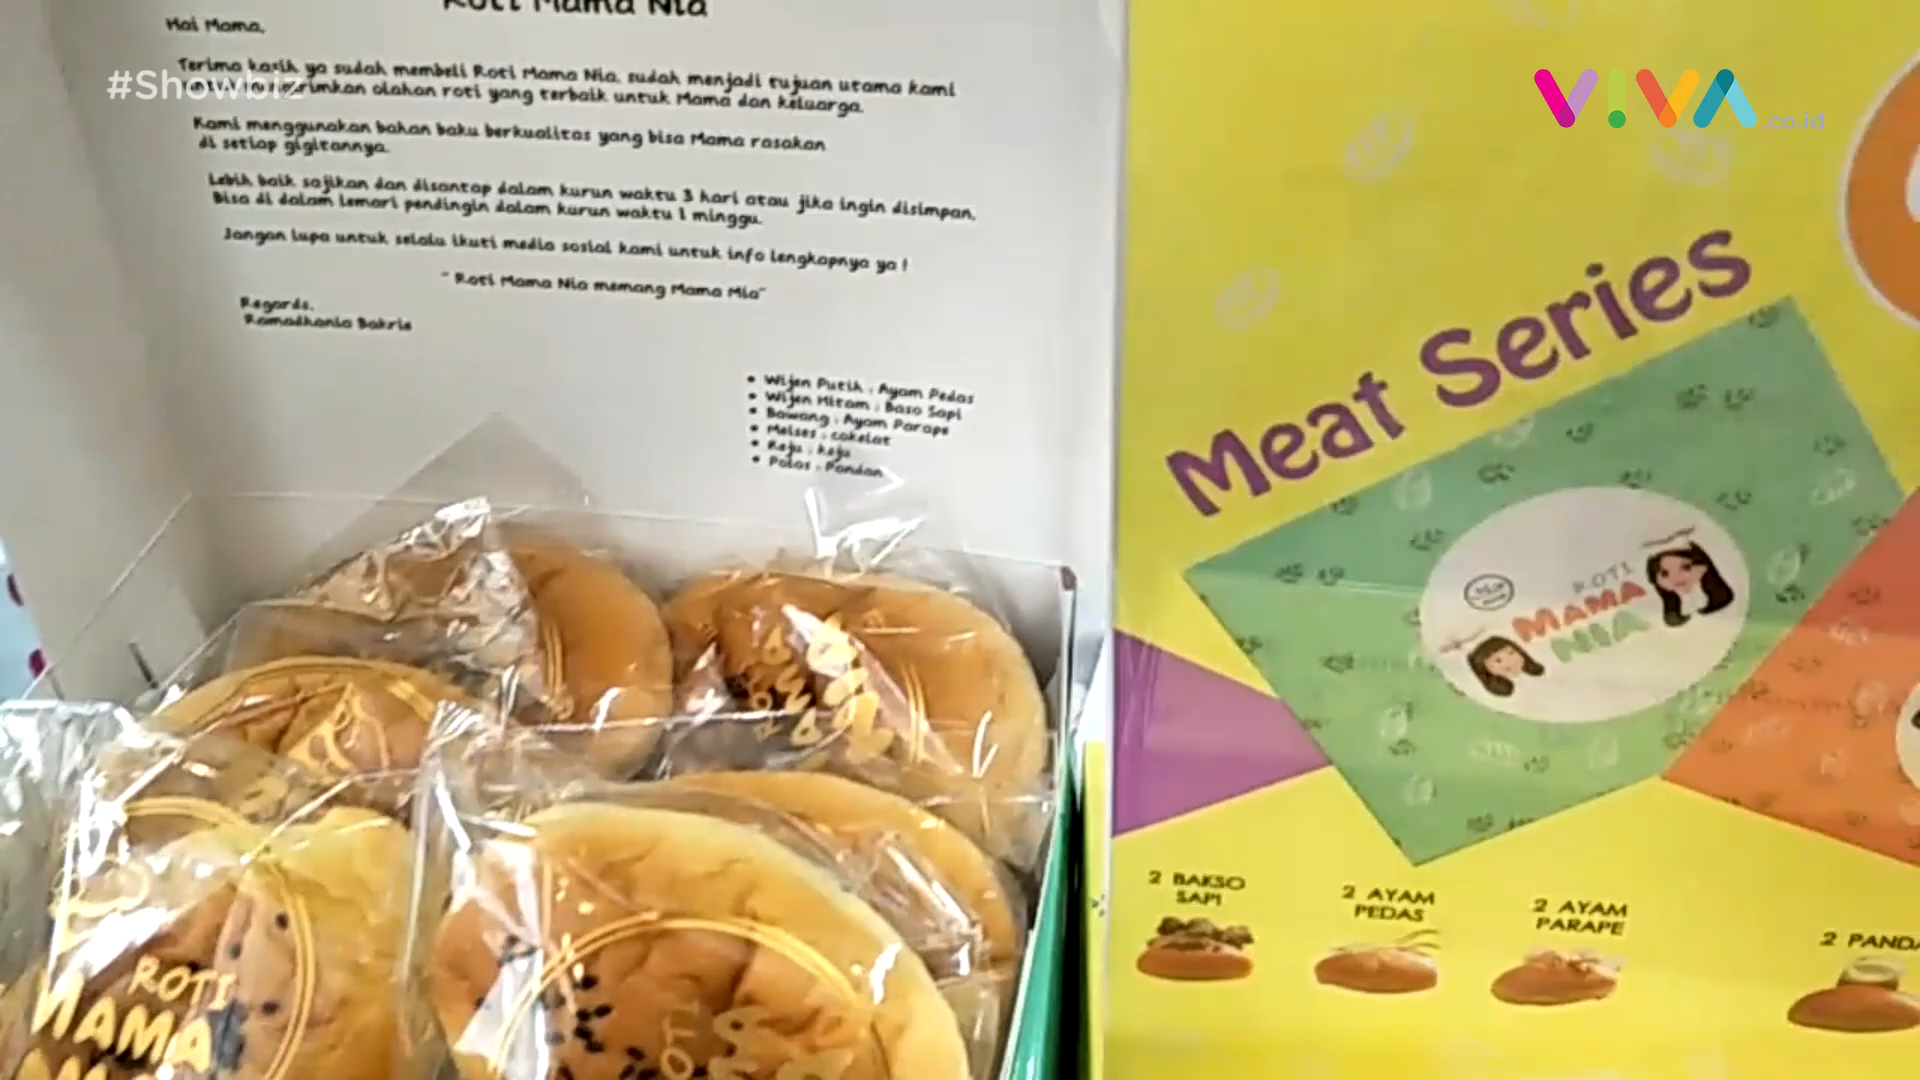 Roti Mama Nia
Hai Mama,
Terima kasih ya sudah membeli Roti Mama Nia, sudah menjadi tujuan utama kami
untuk mengirimkan olahan roti yang terbaik untuk Mama dan keluarga.
Kami menggunakan bahan baku berkualitas yang bisa Mama rasakan
di setiap gigitannya.
Lebih baik sajikan dan disantap dalam kurun waktu 3 hari atau jika ingin disimpan,
Bisa di dalam lemari pendingin dalam kurun waktu 1 minggu.
Jangan lupa untuk selalu ikuti media sosial kami untuk info lengkapnya ya !
" Roti Mama Nia memang Mama Mia"
Regards,
Ramadhania Bakrie
• Wijen Putih : Ayam Pedas
• Wijen Hitam : Baso Sapi
• Bawang : Ayam Parape
• Meises : cokelat
• Keju : keju
• Polos : Pandan
#Showbiz
VIVA.co.id
Meat Series
ROTI
MAMA
NIA
2 BAKSO
SAPI
2 AYAM
PEDAS
2 AYAM
PARAPE
2 PANDA
ROTI
MAMA